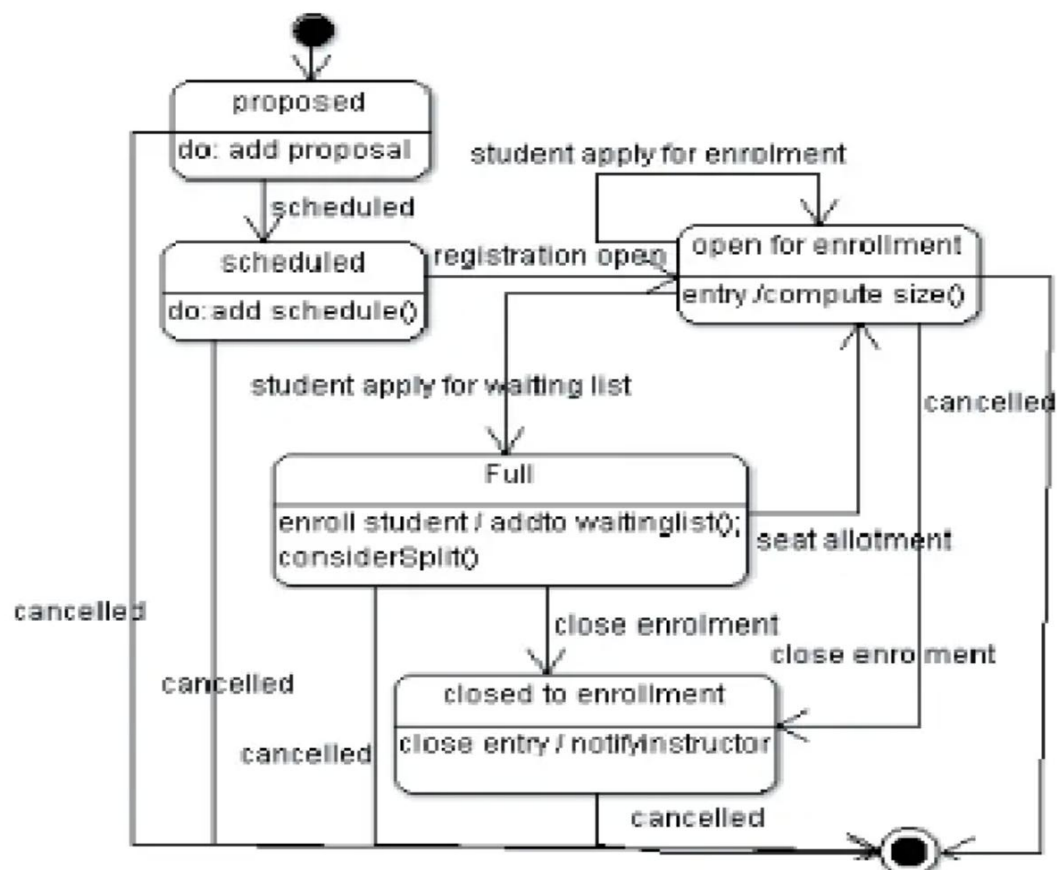 proposed
do: add proposal
student apply for enrolment
scheduled
scheduled
do:add schedule()
registration open
open for enrollment
entry /compute size()
student apply for waiting list
cancelled
Full
enroll student / addto waitinglist();
considerSplit()
seat allotment
cancelled
close enrolment
close enrolment
cancelled
closed to enrollment
close entry / notifyinstructor
cancelled
cancelled